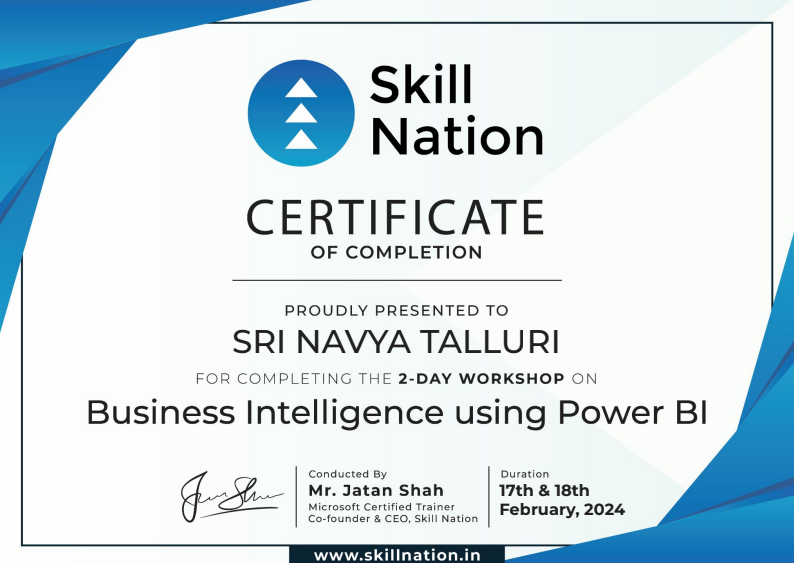 Skill
Nation
CERTIFICATE
OF COMPLETION
PROUDLY PRESENTED TO
SRI NAVYA TALLURI
FOR COMPLETING THE 2-DAY WORKSHOP ON
Business Intelligence using Power BI
Conducted By
Mr. Jatan Shah
Microsoft Certified Trainer
Co-founder & CEO, Skill Nation
Duration
17th & 18th
February, 2024
www.skillnation.in